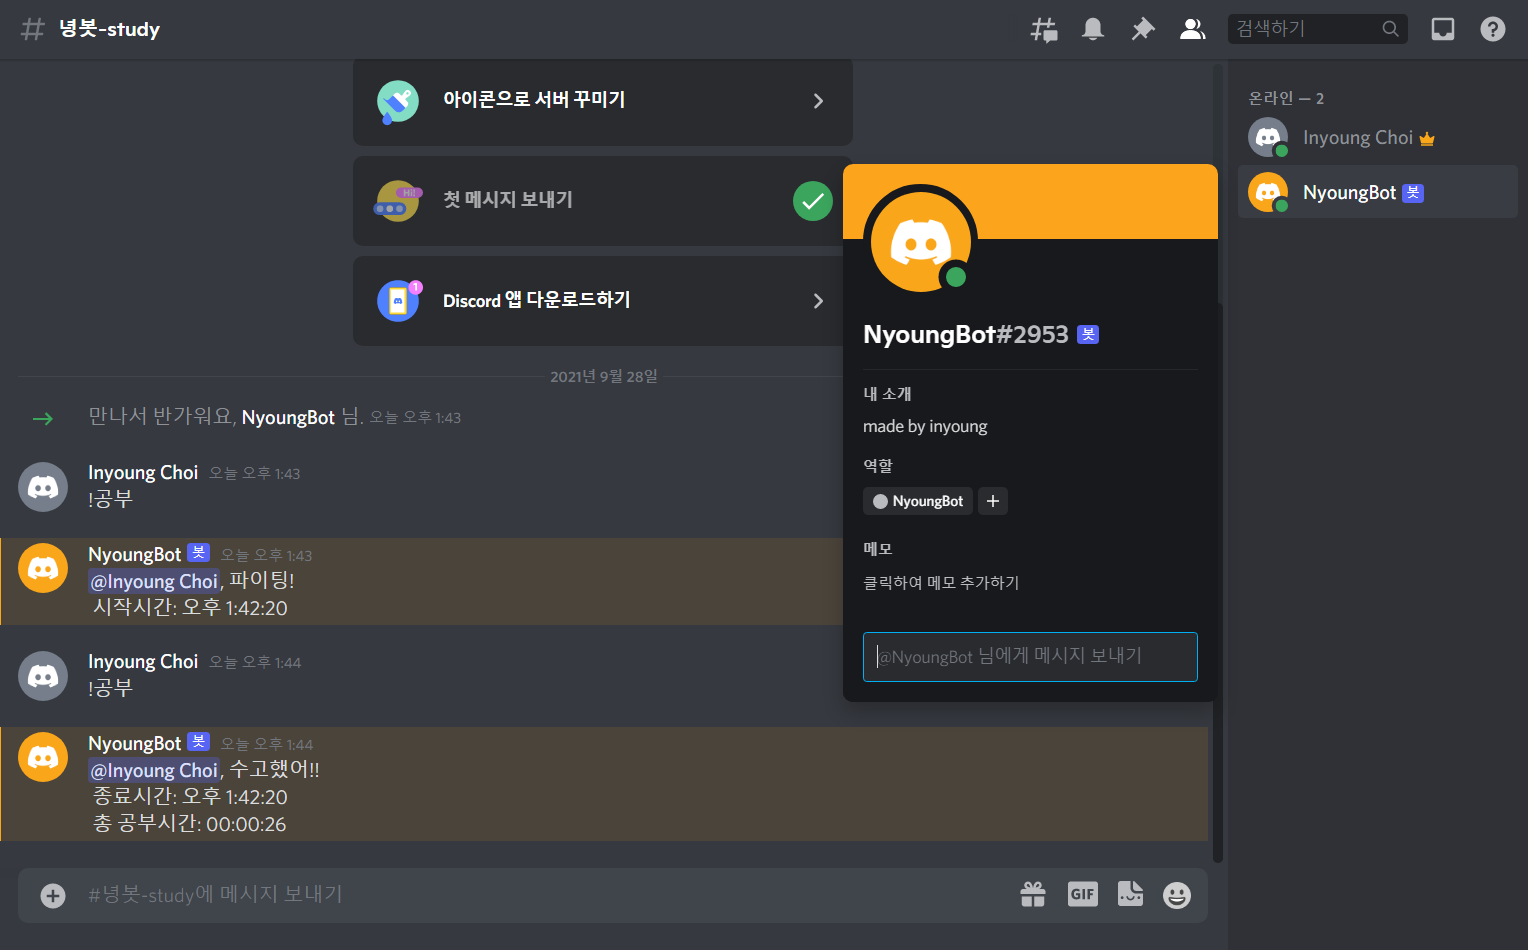 녕봇-study
검색하기
아이콘으로 서버 꾸미기
Hi!
첫 메시지 보내기
1
Discord 앱 다운로드하기
2021년 9월 28일
만나서 반가워요, NyoungBot 님. 오늘 오후 1:43
Inyoung Choi 오늘 오후 1:43
!공부
NyoungBot 봇 오늘 오후 1:43
@Inyoung Choi, 파이팅!
시작시간: 오후 1:42:20
Inyoung Choi 오늘 오후 1:44
!공부
NyoungBot 봇 오늘 오후 1:44
@Inyoung Choi, 수고했어!!
종료시간: 오후 1:42:20
총 공부시간: 00:00:26
#녕봇-study에 메시지 보내기
GIF
NyoungBot#2953 봇
내 소개
made by inyoung
역할
NyoungBot
메모
클릭하여 메모 추가하기
@NyoungBot 님에게 메시지 보내기
온라인 — 2
Inyoung Choi
NyoungBot 봇